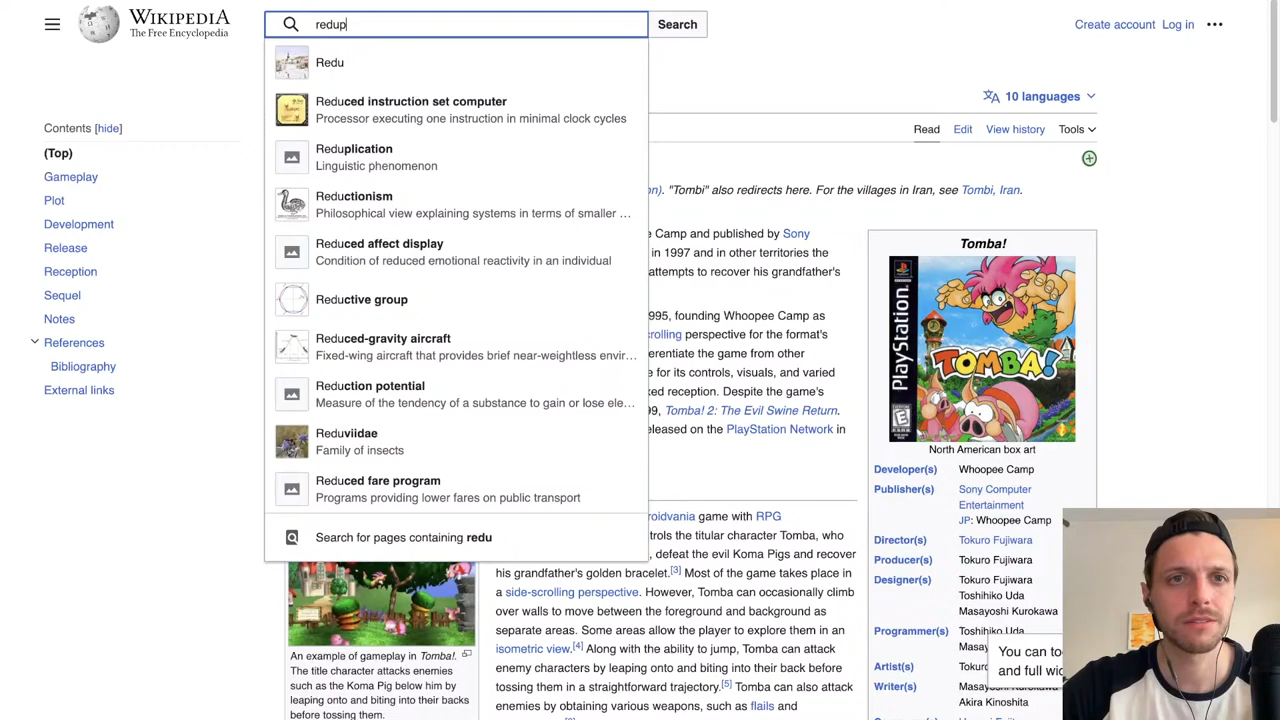 WIKIPEDIA
The Free Encyclopedia
redup
Search
Create account Log in
Redu
Reduced instruction set computer
Processor executing one instruction in minimal clock cycles
Reduplication
Linguistic phenomenon
Reductionism
Philosophical view explaining systems in terms of smaller …
Reduced affect display
Condition of reduced emotional reactivity in an individual
Reductive group
Reduced-gravity aircraft
Fixed-wing aircraft that provides brief near-weightless envir…
Reduction potential
Measure of the tendency of a substance to gain or lose ele…
Reduviidae
Family of insects
Reduced fare program
Programs providing lower fares on public transport
Search for pages containing redu
Contents [hide]
(Top)
Gameplay
Plot
Development
Release
Reception
Sequel
Notes
References
Bibliography
External links
10 languages
Read Edit View history Tools
). "Tombi" also redirects here. For the villages in Iran, see Tombi, Iran.
Camp and published by Sony
in 1997 and in other territories the
attempts to recover his grandfather's
995, founding Whoopee Camp as
perspective for the format's
erentiate the game from other
for its controls, visuals, and varied
xed reception. Despite the game's
99, Tomba! 2: The Evil Swine Return.
eleased on the PlayStation Network in
game with RPG
trols the titular character Tomba, who
, defeat the evil Koma Pigs and recover
his grandfather's golden bracelet.[3] Most of the game takes place in
a side-scrolling perspective. However, Tomba can occasionally climb
over walls to move between the foreground and background as
separate areas. Some areas allow the player to explore them in an
isometric view.[4] Along with the ability to jump, Tomba can attack
enemy characters by leaping onto and biting into their back before
tossing them in a straightforward trajectory.[5] Tomba can also attack
enemies by obtaining various weapons, such as flails and
An example of gameplay in Tomba!.
The title character attacks enemies
such as the Koma Pig below him by
leaping onto and biting into their backs
before tossing them.
Tomba!
PlayStation
TOMBA!
North American box art
Developer(s) Whoopee Camp
Publisher(s) Sony Computer
Entertainment
JP: Whoopee Camp
Director(s) Tokuro Fujiwara
Producer(s) Tokuro Fujiwara
Designer(s) Tokuro Fujiwara
Toshihiko Uda
Masayoshi Kurokawa
Programmer(s) Toshihiko Uda
Artist(s)
Writer(s)
Akira Kinoshita
You can to
and full wid